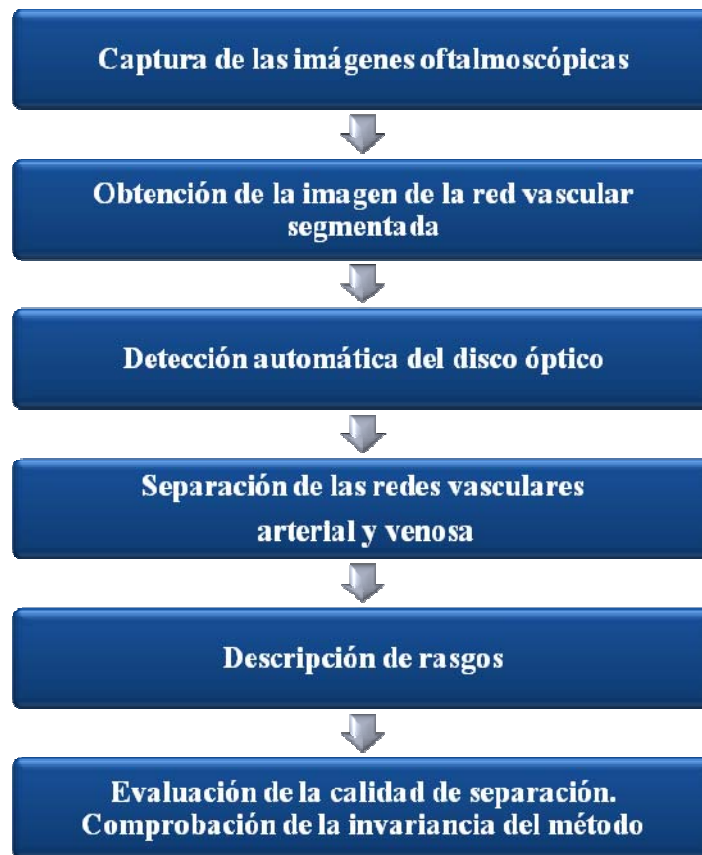 Captura de las imágenes oftalmoscópicas
Obtención de la imagen de la red vascular
segmentada
Detección automática del disco óptico
Separación de las redes vasculares
arterial y venosa
Descripción de rasgos
Evaluación de la calidad de separación.
Comprobación de la invariancia del método